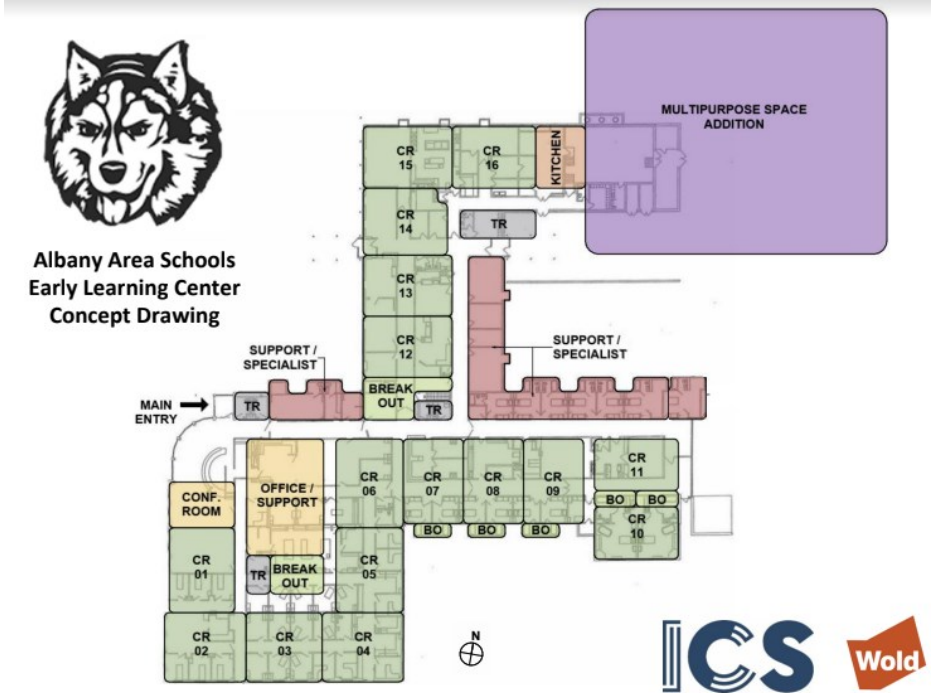 MULTIPURPOSE SPACE
ADDITION
CR
15
CR
16
KITCHEN
CR
14
TR
Albany Area Schools
Early Learning Center
Concept Drawing
CR
13
CR
12
SUPPORT /
SPECIALIST
SUPPORT /
SPECIALIST
BREAK
OUT
MAIN
ENTRY
TR
TR
CR
06
CR
07
CR
08
CR
09
CR
11
OFFICE /
SUPPORT
CONF.
ROOM
BO
BO
BO
BO
BO
CR
10
CR
01
TR
BREAK
OUT
CR
05
CR
02
CR
03
CR
04
N
ICS
Wold